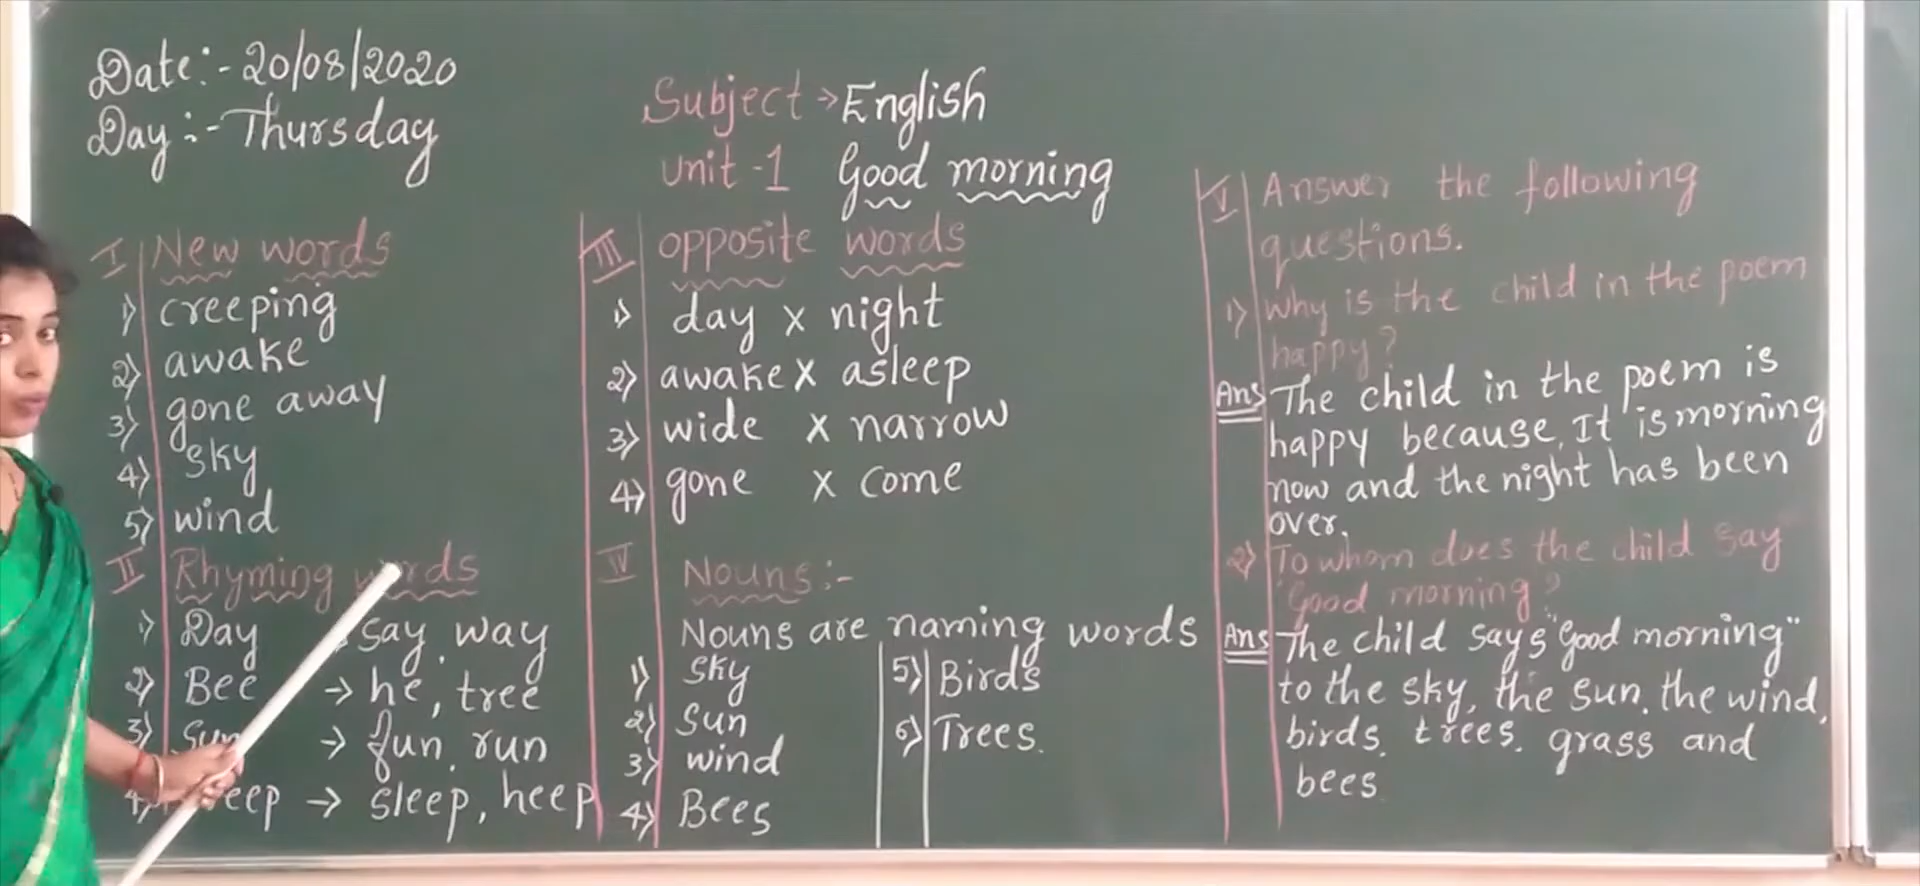 Date:- 20/08/2020
Day:- Thursday
Subject → English
unit -1 Good morning
I New words
1) creeping
2) awake
3) gone away
4) sky
5) wind
II Rhyming words
1) Day → say, way
2) Bee → he, tree
3) Sun → fun, run
4) → sleep, heep
III opposite words
1) day x night
2) awake x asleep
3) wide x narrow
4) gone x come
IV Nouns:-
Nouns are naming words
1) sky
2) Sun
3) wind
4) Bees
5) Birds
6) Trees.
V Answer the following
questions.
1) why is the child in the poem
happy?
Ans The child in the poem is
happy because, It is morning
now and the night has been
over.
2) To whom does the child say
"Good morning?
Ans The child says "Good morning"
to the sky, the sun, the wind,
birds, trees, grass and
bees